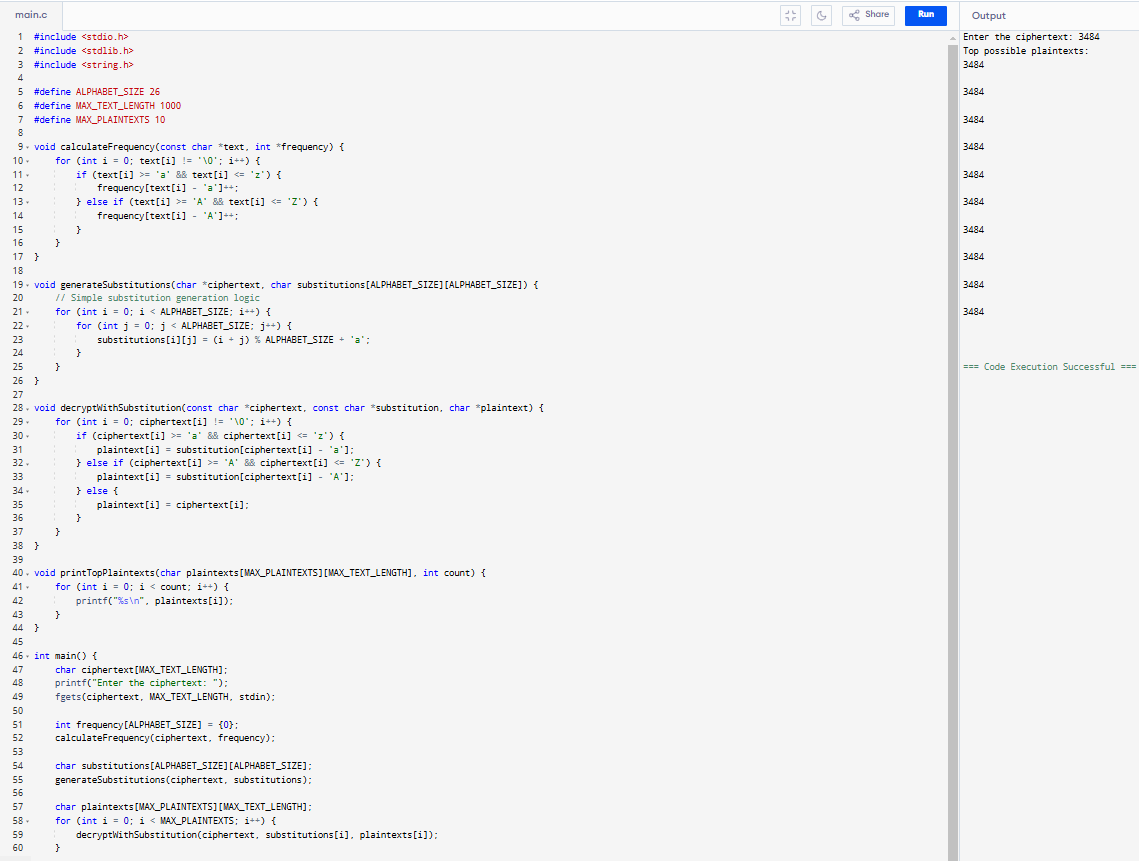 main.c
Share
Run
Output
1 #include <stdio.h>
2 #include <stdlib.h>
3 #include <string.h>
4
5 #define ALPHABET_SIZE 26
6 #define MAX_TEXT_LENGTH 1000
7 #define MAX_PLAINTEXTS 10
8
9 void calculateFrequency(const char *text, int *frequency) {
10     for (int i = 0; text[i] != '\0'; i++) {
11         if (text[i] >= 'a' && text[i] <= 'z') {
12             frequency[text[i] - 'a']++;
13         } else if (text[i] >= 'A' && text[i] <= 'Z') {
14             frequency[text[i] - 'A']++;
15         }
16     }
17 }
18
19 void generateSubstitutions(char *ciphertext, char substitutions[ALPHABET_SIZE][ALPHABET_SIZE]) {
20     // Simple substitution generation logic
21     for (int i = 0; i < ALPHABET_SIZE; i++) {
22         for (int j = 0; j < ALPHABET_SIZE; j++) {
23             substitutions[i][j] = (i + j) % ALPHABET_SIZE + 'a';
24         }
25     }
26 }
27
28 void decryptWithSubstitution(const char *ciphertext, const char *substitution, char *plaintext) {
29     for (int i = 0; ciphertext[i] != '\0'; i++) {
30         if (ciphertext[i] >= 'a' && ciphertext[i] <= 'z') {
31             plaintext[i] = substitution[ciphertext[i] - 'a'];
32         } else if (ciphertext[i] >= 'A' && ciphertext[i] <= 'Z') {
33             plaintext[i] = substitution[ciphertext[i] - 'A'];
34         } else {
35             plaintext[i] = ciphertext[i];
36         }
37     }
38 }
39
40 void printTopPlaintexts(char plaintexts[MAX_PLAINTEXTS][MAX_TEXT_LENGTH], int count) {
41     for (int i = 0; i < count; i++) {
42         printf("%s\n", plaintexts[i]);
43     }
44 }
45
46 int main() {
47     char ciphertext[MAX_TEXT_LENGTH];
48     printf("Enter the ciphertext: ");
49     fgets(ciphertext, MAX_TEXT_LENGTH, stdin);
50
51     int frequency[ALPHABET_SIZE] = {0};
52     calculateFrequency(ciphertext, frequency);
53
54     char substitutions[ALPHABET_SIZE][ALPHABET_SIZE];
55     generateSubstitutions(ciphertext, substitutions);
56
57     char plaintexts[MAX_PLAINTEXTS][MAX_TEXT_LENGTH];
58     for (int i = 0; i < MAX_PLAINTEXTS; i++) {
59         decryptWithSubstitution(ciphertext, substitutions[i], plaintexts[i]);
60     }
Enter the ciphertext: 3484
Top possible plaintexts:
3484
3484
3484
3484
3484
3484
3484
3484
3484
3484
=== Code Execution Successful ===